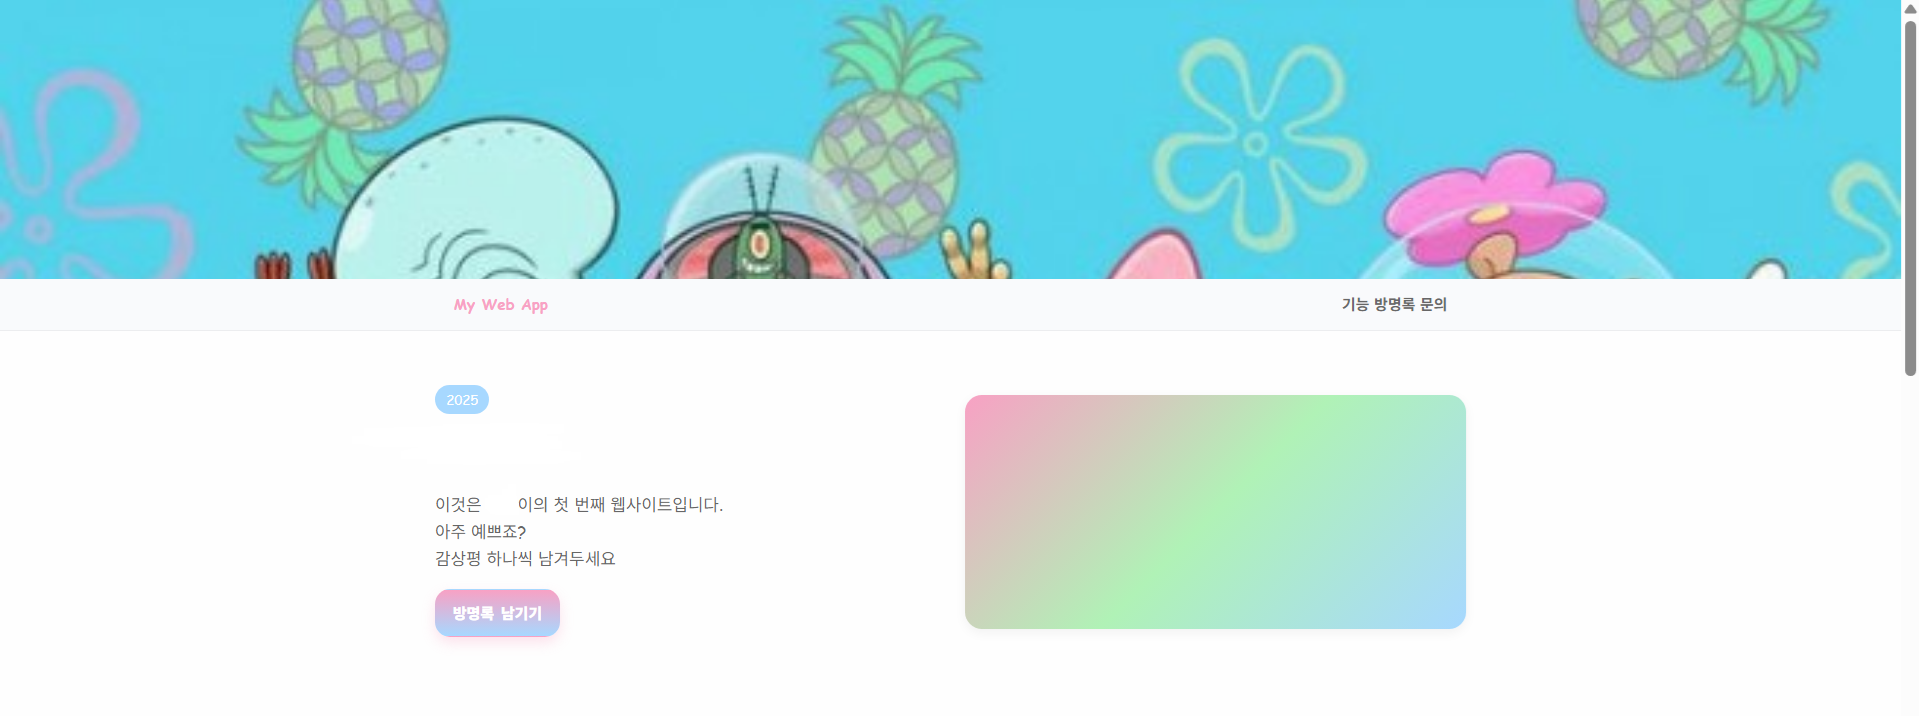 My Web App
기능 방명록 문의
2025
이것은 이의 첫 번째 웹사이트입니다.
아주 예쁘죠?
감상평 하나씩 남겨두세요
방명록 남기기